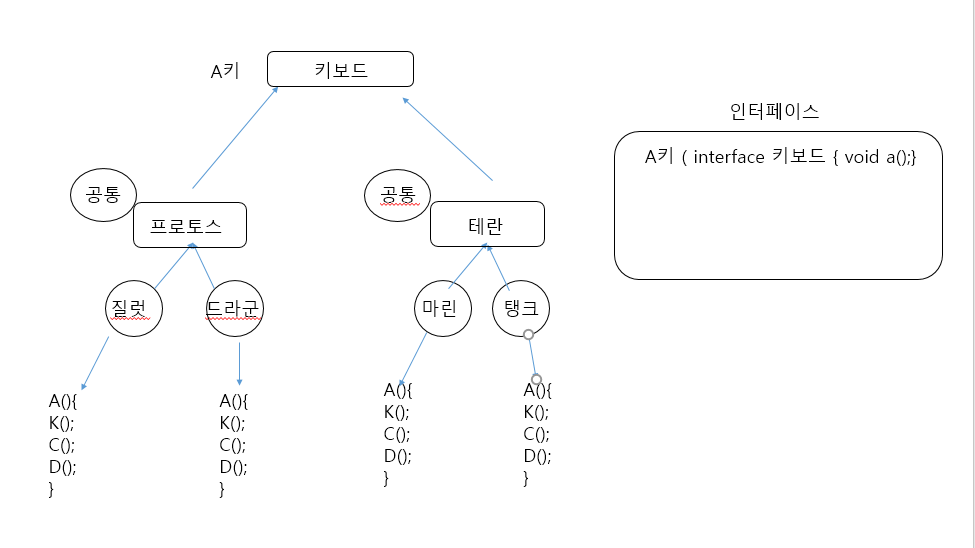 A키
키보드
인터페이스
A키 ( interface 키보드 { void a();}
공통
프로토스
공통
테란
질럿
드라군
마린
탱크
A(){
K();
C();
D();
}
A(){
K();
C();
D();
}
A(){
K();
C();
D();
}
A(){
K();
C();
D();
}